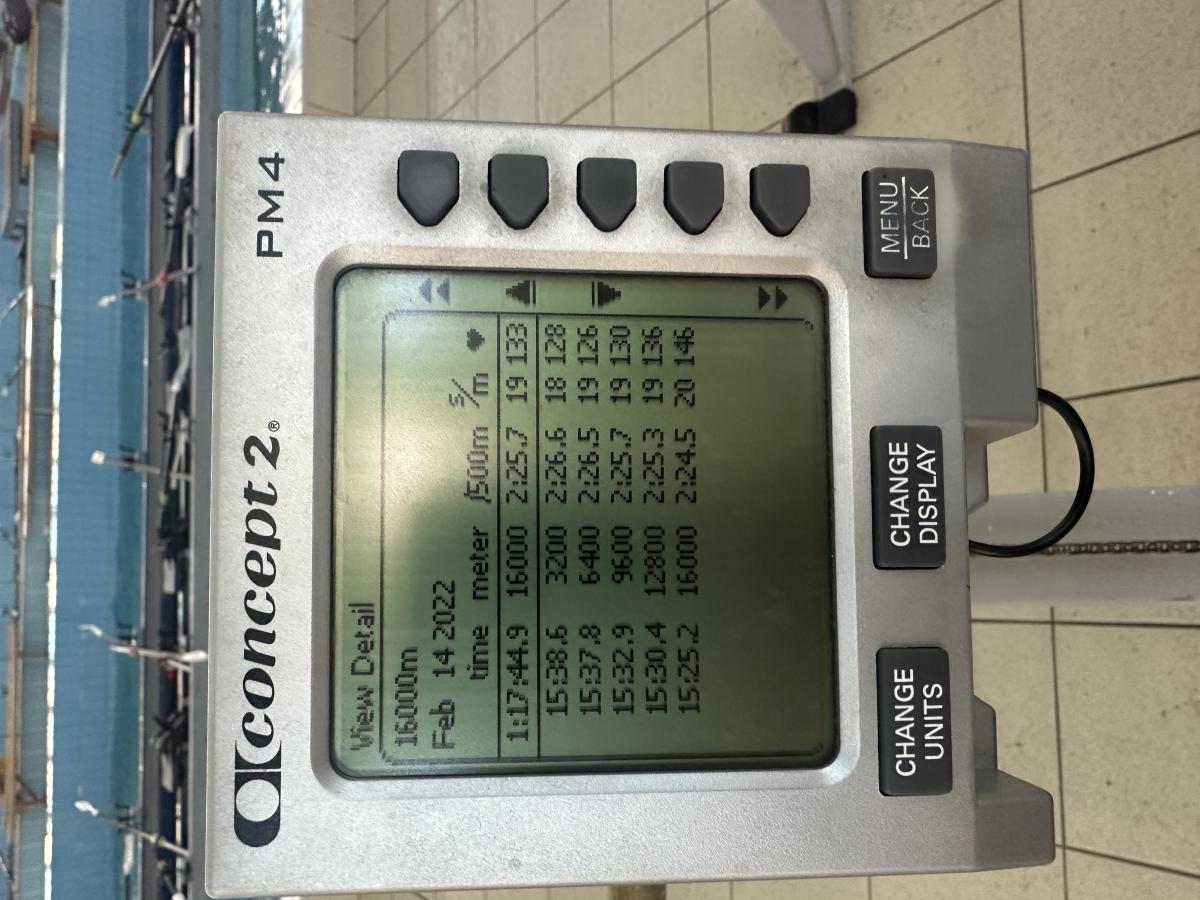 concept 2® PM4
View Detail
16000m
Feb 14 2022
time meter /500m s/m ♥
1:17:44.9 16000 2:25.7 19 133
15:38.6 3200 2:26.6 18 128
15:37.8 6400 2:26.5 19 126
15:32.9 9600 2:25.7 19 130
15:30.4 12800 2:25.3 19 136
15:25.2 16000 2:24.5 20 146
CHANGE UNITS
CHANGE DISPLAY
MENU BACK